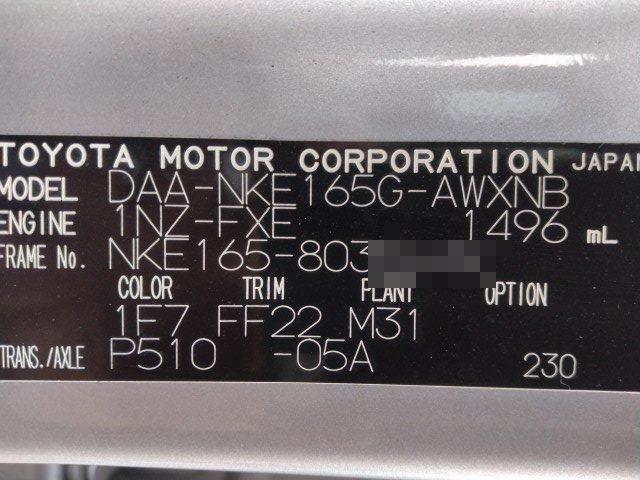 TOYOTA MOTOR CORPORATION JAPAN
MODEL DAA-NKE165G-AWXNB
ENGINE 1NZ-FXE 1496 mL
FRAME No. NKE165-803
COLOR TRIM PLANT OPTION
1F7 FF22 M31
TRANS./AXLE P510 -05A 230